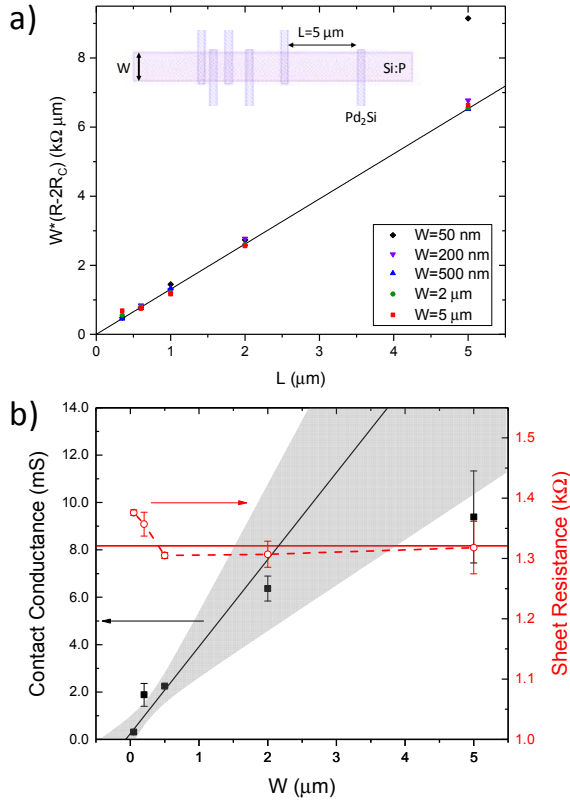 a)
W*(R-2R_C) (kΩ μm)
8
6
4
2
0
0
1
2
3
4
5
L (μm)
L=5 μm
W
Si:P
Pd₂Si
W=50 nm
W=200 nm
W=500 nm
W=2 μm
W=5 μm
b)
Contact Conductance (mS)
14.0
12.0
10.0
8.0
6.0
4.0
2.0
0.0
0
1
2
3
4
5
W (μm)
1.5
1.4
1.3
1.2
1.1
1.0
Sheet Resistance (kΩ)